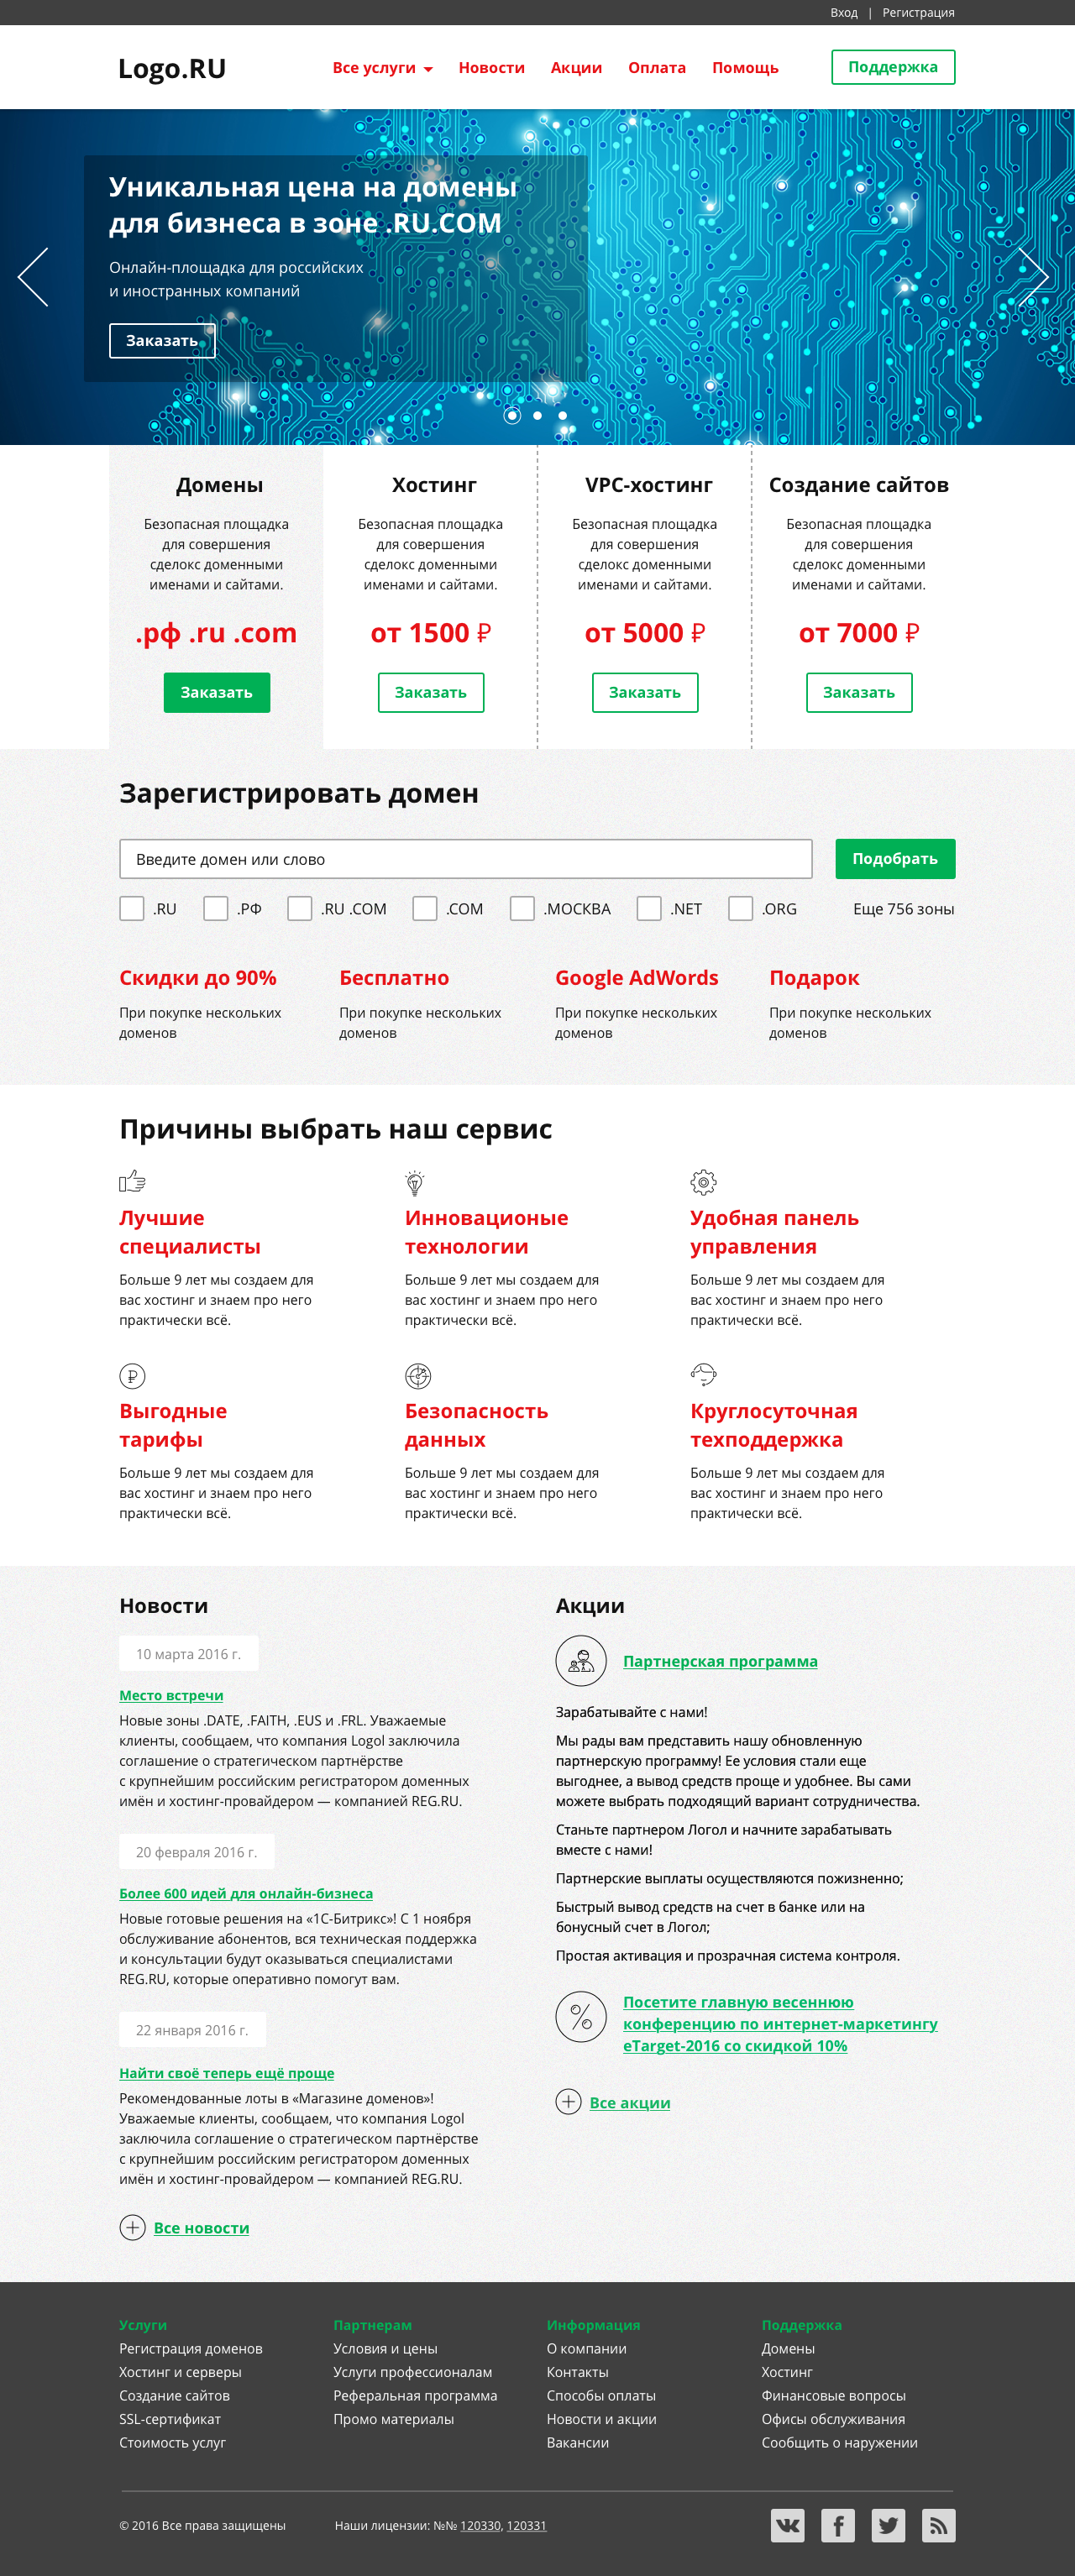 Вход | Регистрация
Logo.RU
Все услуги Новости Акции Оплата Помощь
Поддержка
Уникальная цена на домены
для бизнеса в зоне .RU.COM
Онлайн-площадка для российских
и иностранных компаний
Заказать
Домены
Безопасная площадка
для совершения
сделокс доменными
именами и сайтами.
.рф .ru .com
Заказать
Хостинг
Безопасная площадка
для совершения
сделокс доменными
именами и сайтами.
от 1500 ₽
Заказать
VPC-хостинг
Безопасная площадка
для совершения
сделокс доменными
именами и сайтами.
от 5000 ₽
Заказать
Создание сайтов
Безопасная площадка
для совершения
сделокс доменными
именами и сайтами.
от 7000 ₽
Заказать
Зарегистрировать домен
Введите домен или слово
Подобрать
.RU .РФ .RU .COM .COM .МОСКВА .NET .ORG Еще 756 зоны
Скидки до 90%
При покупке нескольких
доменов
Бесплатно
При покупке нескольких
доменов
Google AdWords
При покупке нескольких
доменов
Подарок
При покупке нескольких
доменов
Причины выбрать наш сервис
Лучшие
специалисты
Больше 9 лет мы создаем для
вас хостинг и знаем про него
практически всё.
Инновационые
технологии
Больше 9 лет мы создаем для
вас хостинг и знаем про него
практически всё.
Удобная панель
управления
Больше 9 лет мы создаем для
вас хостинг и знаем про него
практически всё.
Выгодные
тарифы
Больше 9 лет мы создаем для
вас хостинг и знаем про него
практически всё.
Безопасность
данных
Больше 9 лет мы создаем для
вас хостинг и знаем про него
практически всё.
Круглосуточная
техподдержка
Больше 9 лет мы создаем для
вас хостинг и знаем про него
практически всё.
Новости
10 марта 2016 г.
Место встречи
Новые зоны .DATE, .FAITH, .EUS и .FRL. Уважаемые
клиенты, сообщаем, что компания Logol заключила
соглашение о стратегическом партнёрстве
с крупнейшим российским регистратором доменных
имён и хостинг-провайдером — компанией REG.RU.
20 февраля 2016 г.
Более 600 идей для онлайн-бизнеса
Новые готовые решения на «1С-Битрикс»! С 1 ноября
обслуживание абонентов, вся техническая поддержка
и консультации будут оказываться специалистами
REG.RU, которые оперативно помогут вам.
22 января 2016 г.
Найти своё теперь ещё проще
Рекомендованные лоты в «Магазине доменов»!
Уважаемые клиенты, сообщаем, что компания Logol
заключила соглашение о стратегическом партнёрстве
с крупнейшим российским регистратором доменных
имён и хостинг-провайдером — компанией REG.RU.
Все новости
Акции
Партнерская программа
Зарабатывайте с нами!
Мы рады вам представить нашу обновленную
партнерскую программу! Ее условия стали еще
выгоднее, а вывод средств проще и удобнее. Вы сами
можете выбрать подходящий вариант сотрудничества.
Станьте партнером Логол и начните зарабатывать
вместе с нами!
Партнерские выплаты осуществляются пожизненно;
Быстрый вывод средств на счет в банке или на
бонусный счет в Логол;
Простая активация и прозрачная система контроля.
Посетите главную весеннюю
конференцию по интернет-маркетингу
eTarget-2016 со скидкой 10%
Все акции
Услуги
Регистрация доменов
Хостинг и серверы
Создание сайтов
SSL-сертификат
Стоимость услуг
Партнерам
Условия и цены
Услуги профессионалам
Реферальная программа
Промо материалы
Информация
О компании
Контакты
Способы оплаты
Новости и акции
Вакансии
Поддержка
Домены
Хостинг
Финансовые вопросы
Офисы обслуживания
Сообщить о наружении
© 2016 Все права защищены
Наши лицензии: №№ 120330, 120331